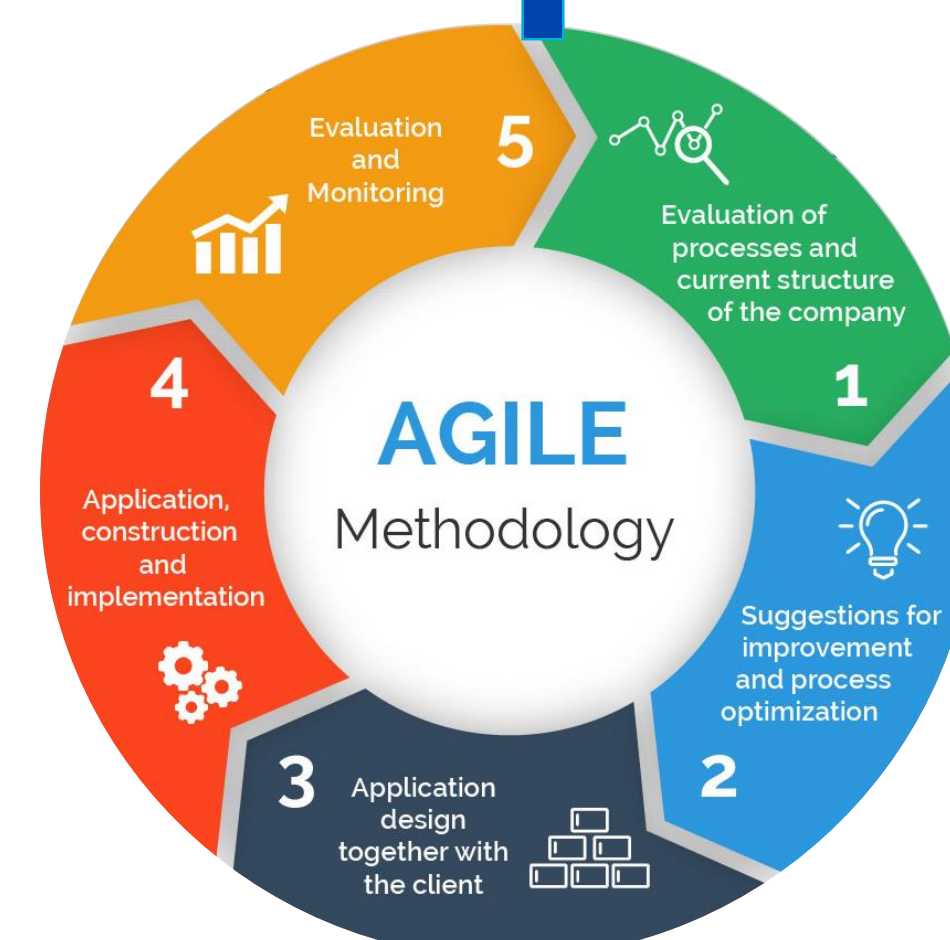 AGILE
Methodology
Evaluation of
processes and
current structure
of the company
1
Suggestions for
improvement
and process
optimization
2
3
Application
design
together with
the client
4
Application,
construction
and
implementation
5
Evaluation
and
Monitoring